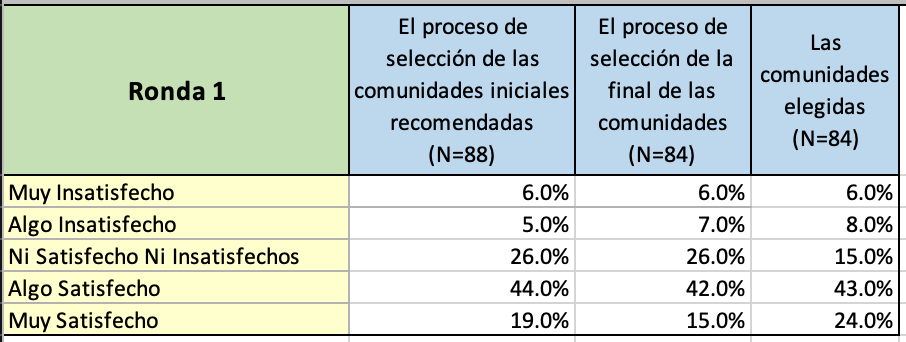 Ronda 1
El proceso de
selección de las
comunidades iniciales
recomendadas
(N=88)
El proceso de
selección de la
final de las
comunidades
(N=84)
Las
comunidades
elegidas
(N=84)
Muy Insatisfecho 6.0% 6.0% 6.0%
Algo Insatisfecho 5.0% 7.0% 8.0%
Ni Satisfecho Ni Insatisfechos 26.0% 26.0% 15.0%
Algo Satisfecho 44.0% 42.0% 43.0%
Muy Satisfecho 19.0% 15.0% 24.0%